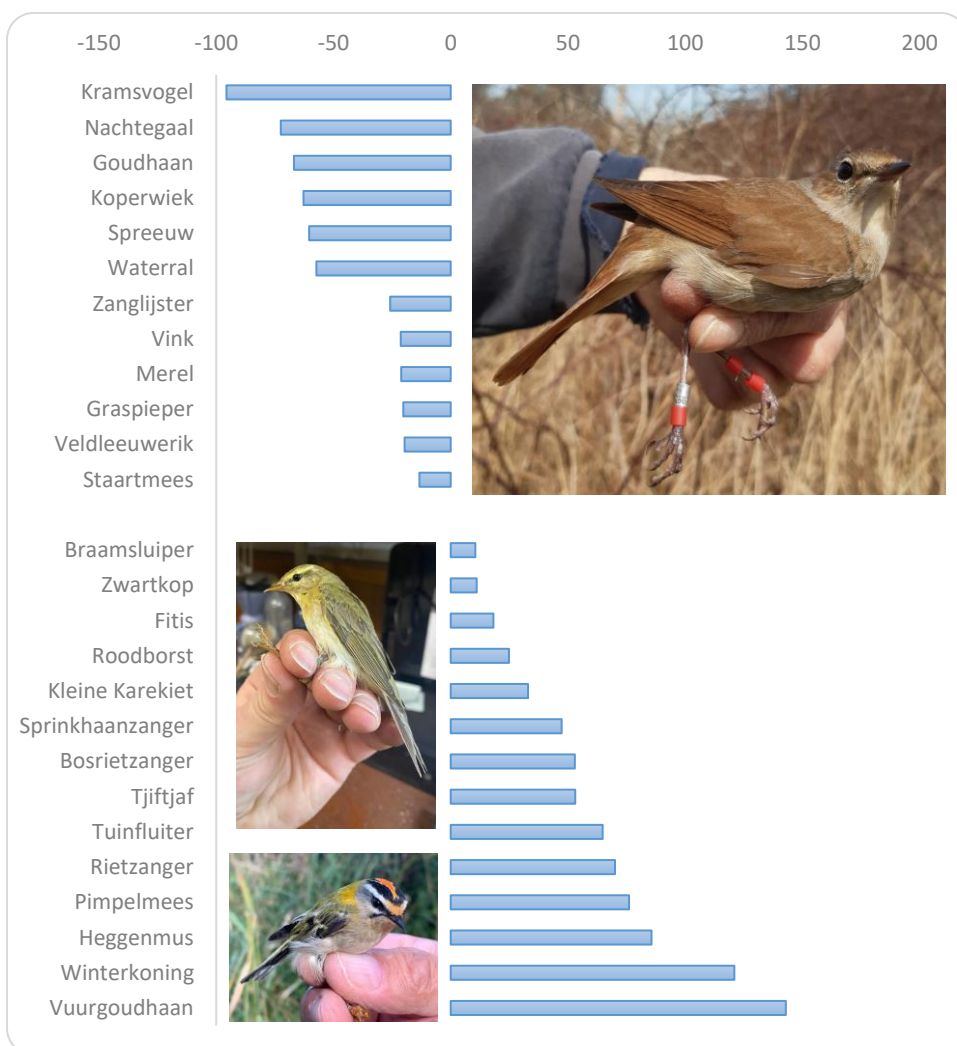 -150 -100 -50 0 50 100 150 200
Kramsvogel
Nachtegaal
Goudhaan
Koperwiek
Spreeuw
Waterral
Zanglijster
Vink
Merel
Graspieper
Veldleeuwerik
Staartmees
Braamsluiper
Zwartkop
Fitis
Roodborst
Kleine Karekiet
Sprinkhaanzanger
Bosrietzanger
Tjiftjaf
Tuinfluiter
Rietzanger
Pimpelmees
Heggenmus
Winterkoning
Vuurgoudhaan